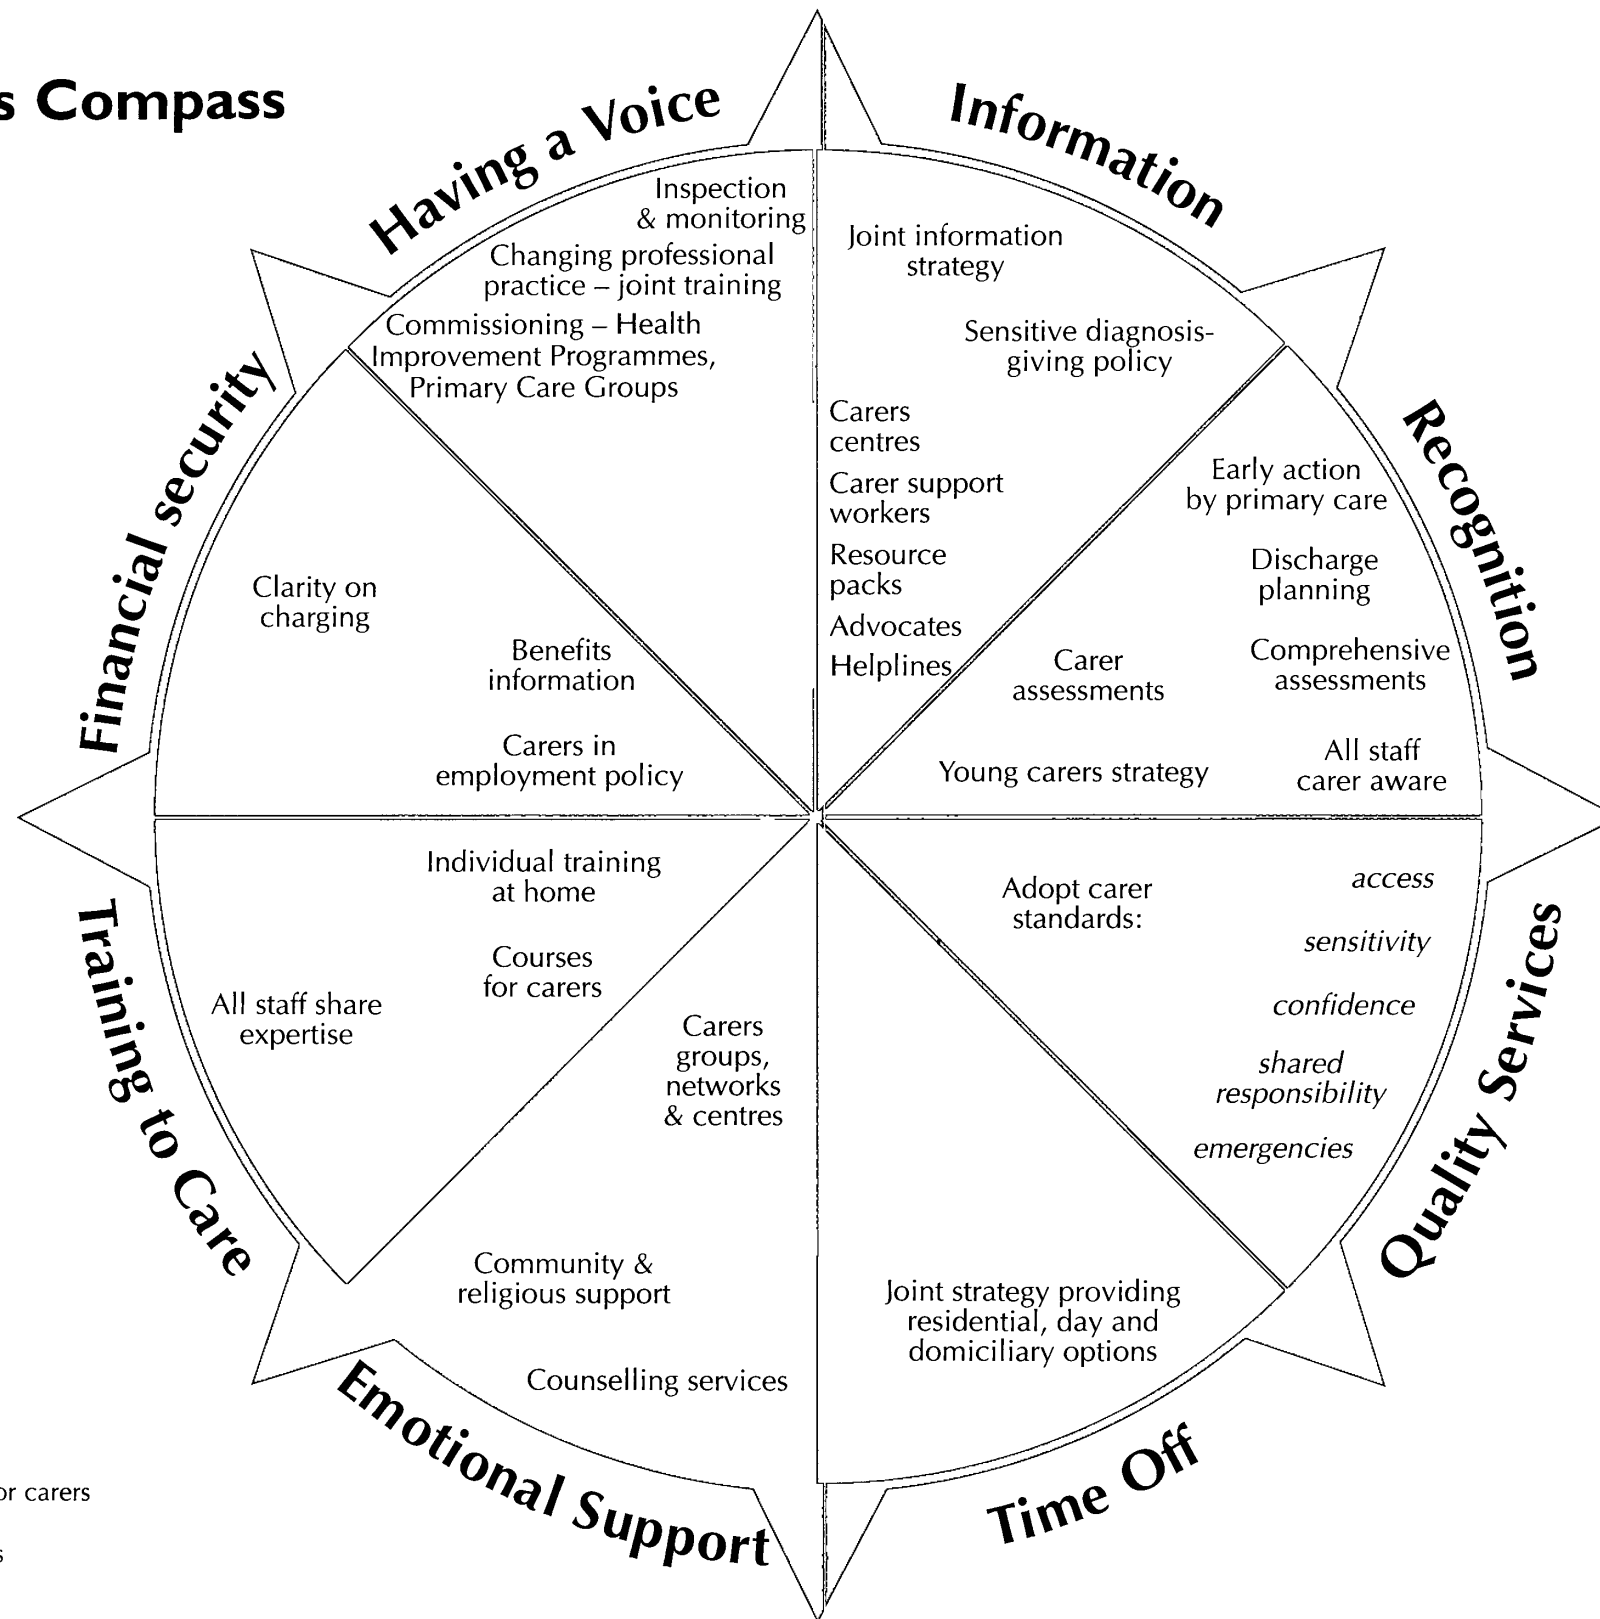 s Compass
Having a Voice
Inspection
& monitoring
Changing professional
practice – joint training
Commissioning – Health
Improvement Programmes,
Primary Care Groups
Information
Joint information
strategy
Sensitive diagnosis-
giving policy
Carers
centres
Carer support
workers
Resource
packs
Advocates
Helplines
Recognition
Early action
by primary care
Discharge
planning
Comprehensive
assessments
Carer
assessments
All staff
carer aware
Young carers strategy
Quality Services
Adopt carer
standards:
access
sensitivity
confidence
shared
responsibility
emergencies
Time Off
Joint strategy providing
residential, day and
domiciliary options
Emotional Support
Carers
groups,
networks
& centres
Community &
religious support
Counselling services
Training to Care
Individual training
at home
Courses
for carers
All staff share
expertise
Financial security
Clarity on
charging
Benefits
information
Carers in
employment policy
or carers
s